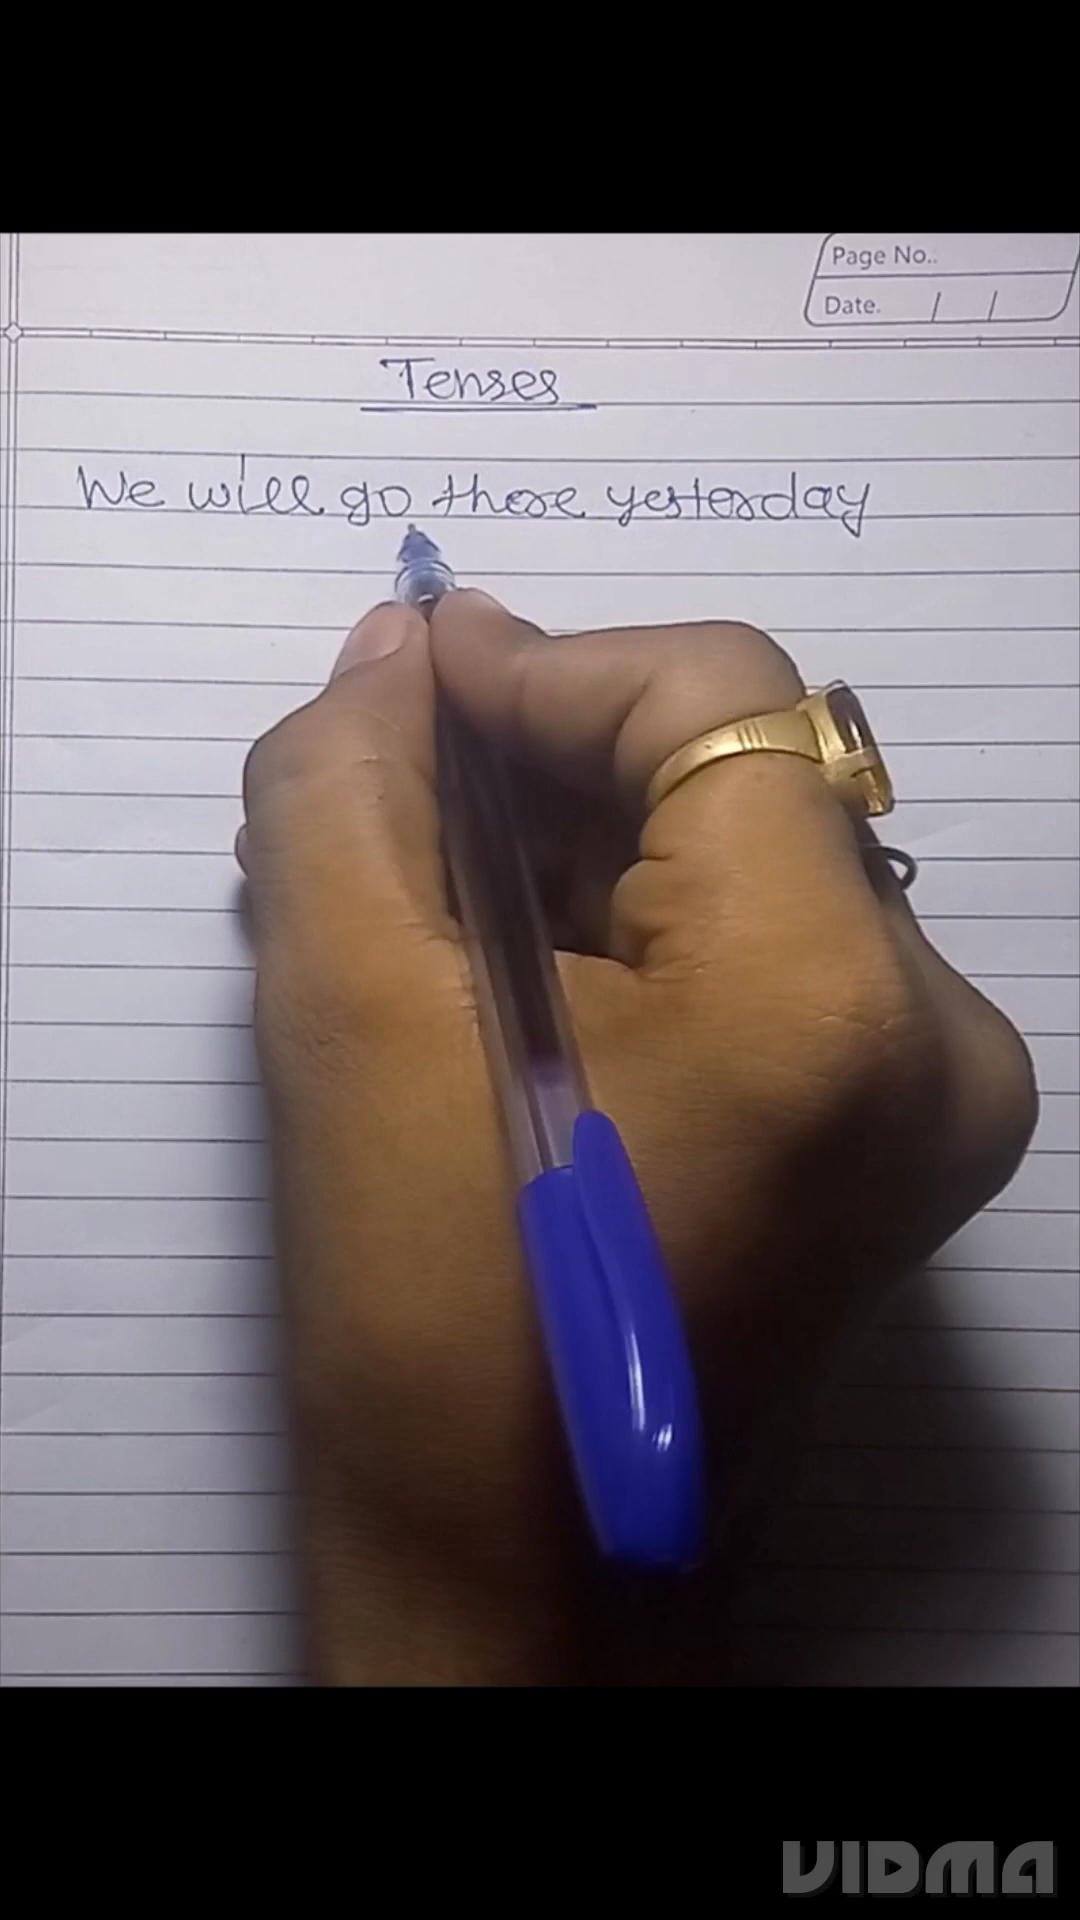 Page No..
Date. / /
Tenses
We will go there yesterday
VIDMA